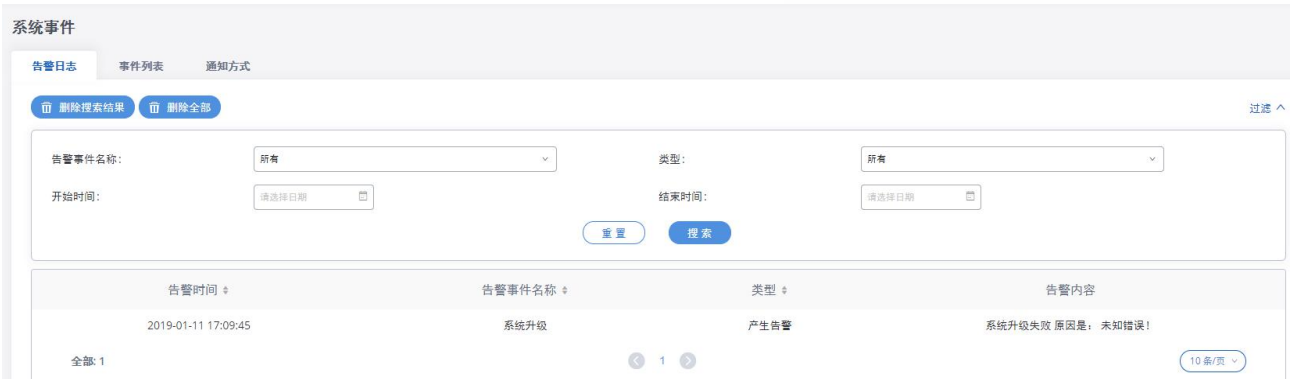 系统事件
告警日志 事件列表 通知方式
删除搜索结果 删除全部 过滤
告警事件名称: 所有 类型: 所有
开始时间: 请选择日期 结束时间: 请选择日期
重置 搜索
告警时间 告警事件名称 类型 告警内容
2019-01-11 17:09:45 系统升级 产生告警 系统升级失败 原因是： 未知错误!
全部: 1 1 10 条/页